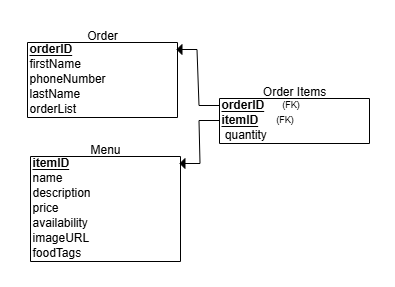 Order
orderID
firstName
phoneNumber
lastName
orderList
Order Items
orderID (FK)
itemID (FK)
quantity
Menu
itemID
name
description
price
availability
imageURL
foodTags